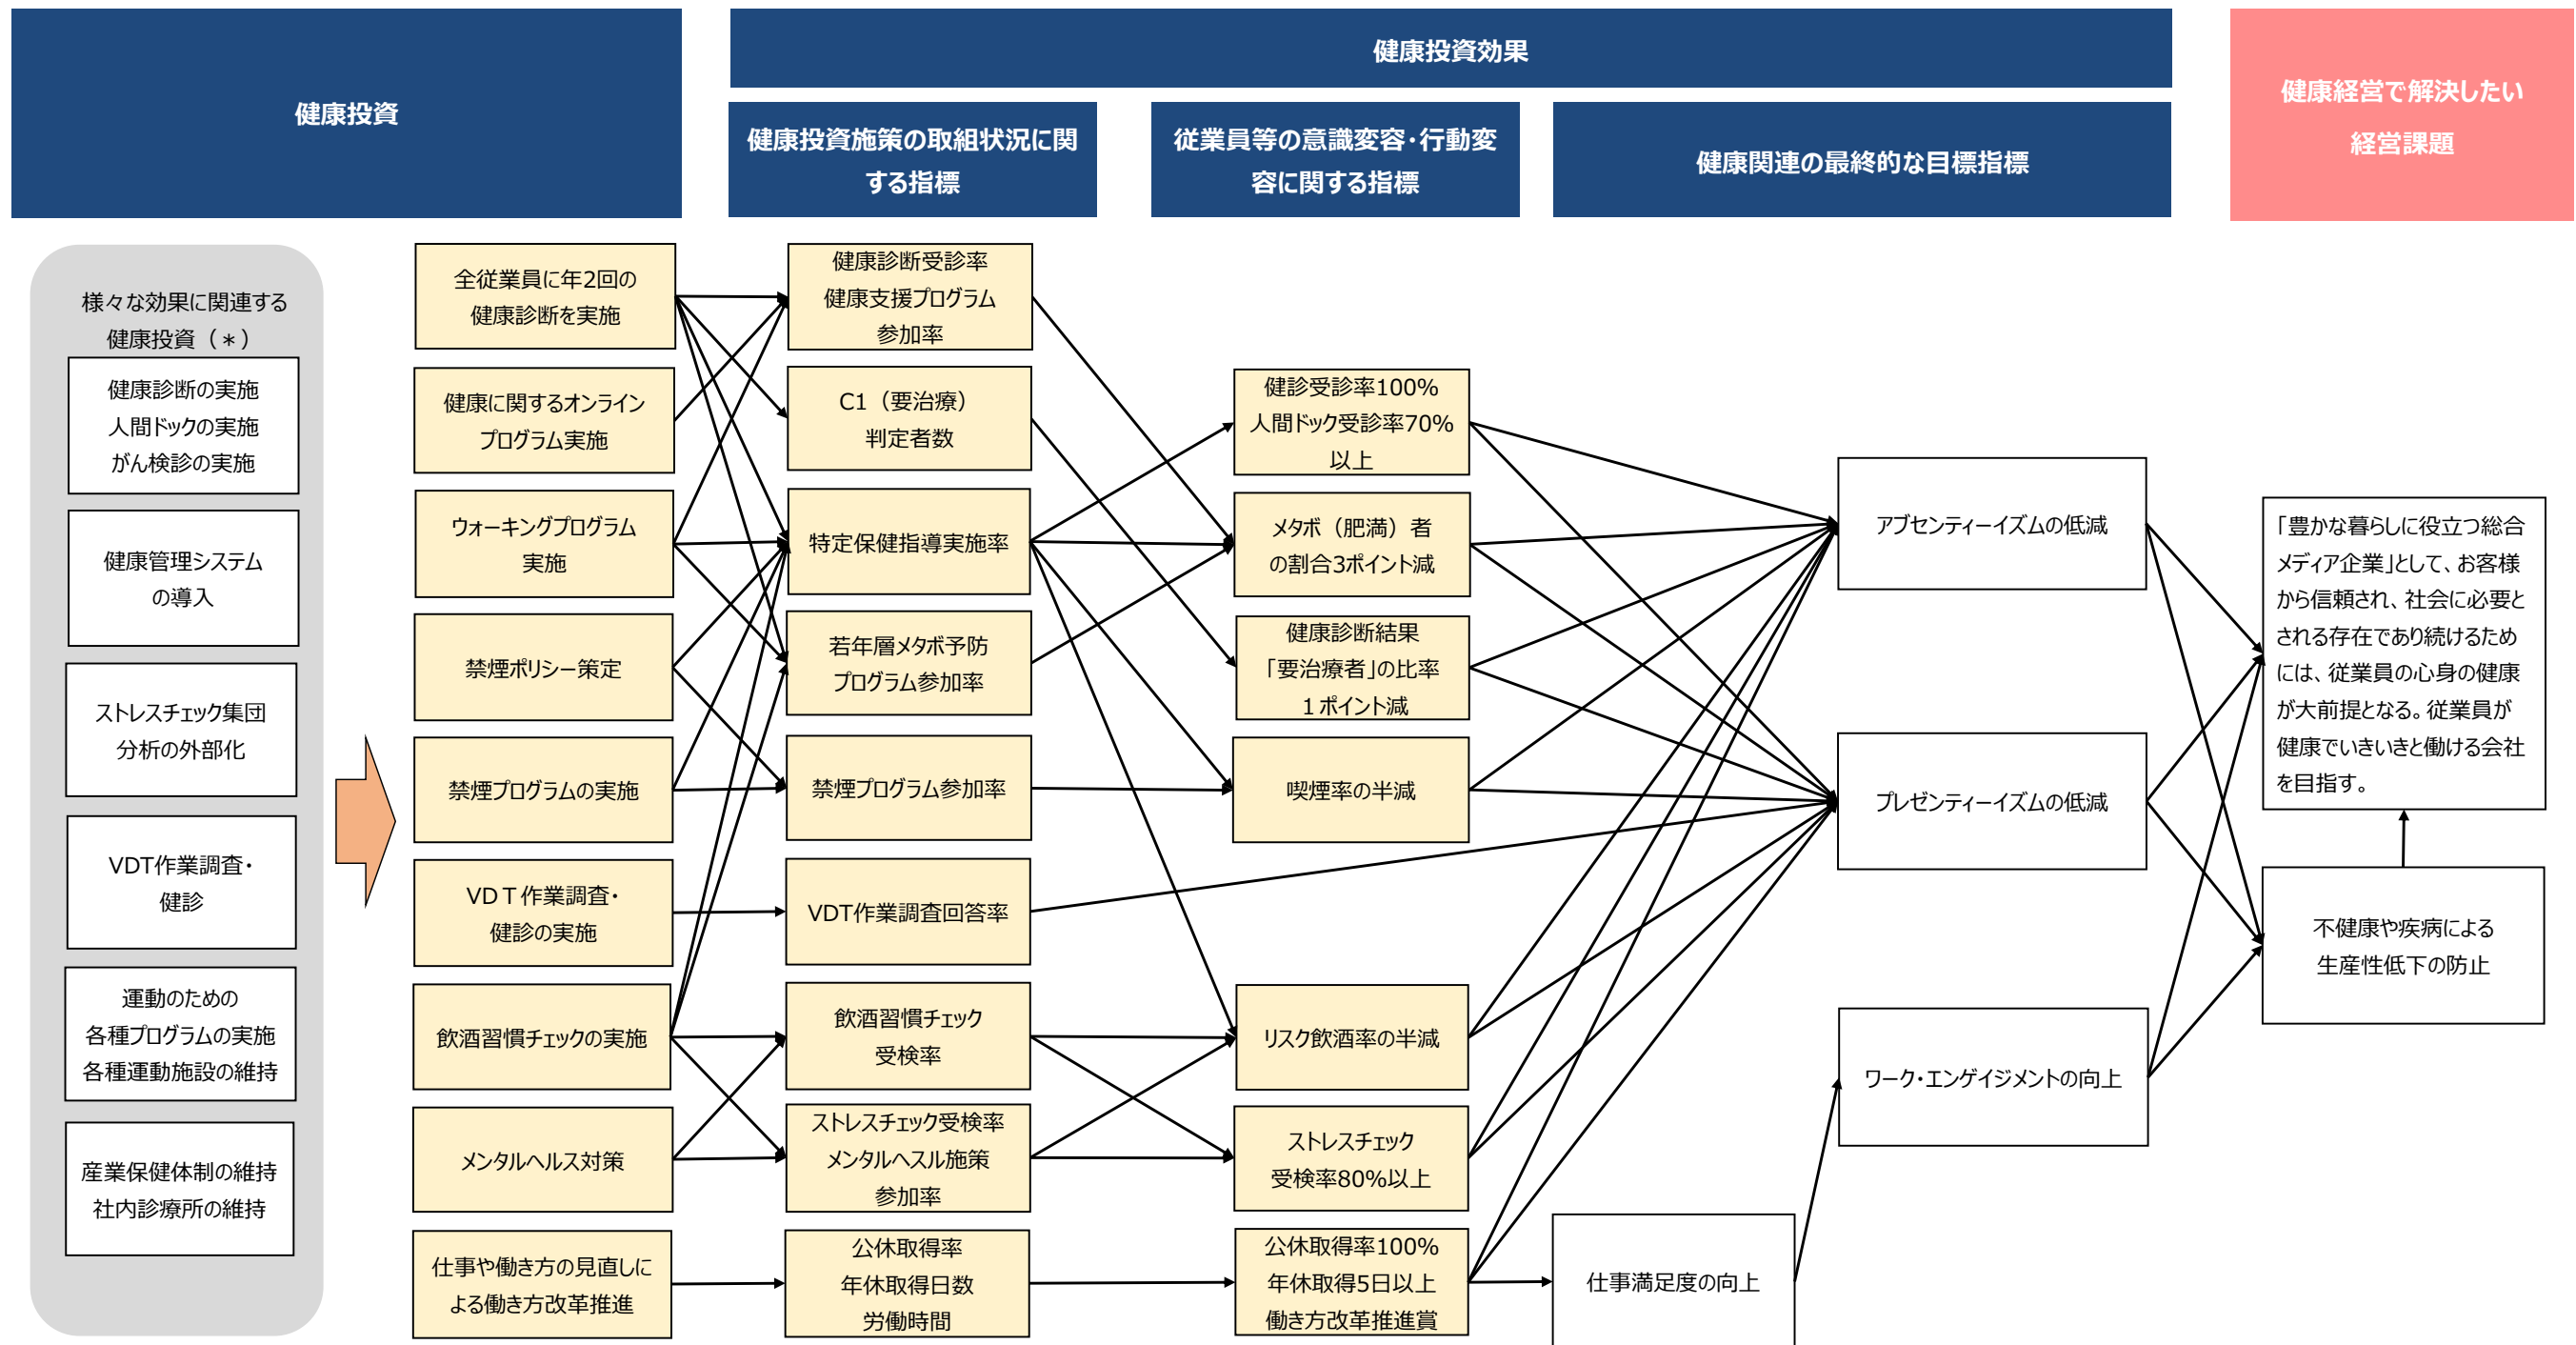 健康投資
健康投資効果
健康経営で解決したい
経営課題
健康投資施策の取組状況に関
する指標
従業員等の意識変容・行動変
容に関する指標
健康関連の最終的な目標指標
様々な効果に関連する
健康投資（＊）
健康診断の実施
人間ドックの実施
がん検診の実施
健康管理システム
の導入
ストレスチェック集団
分析の外部化
VDT作業調査・
健診
運動のための
各種プログラムの実施
各種運動施設の維持
産業保健体制の維持
社内診療所の維持
全従業員に年2回の
健康診断を実施
健康に関するオンライン
プログラム実施
ウォーキングプログラム
実施
禁煙ポリシー策定
禁煙プログラムの実施
VDT作業調査・
健診の実施
飲酒習慣チェックの実施
メンタルヘルス対策
仕事や働き方の見直しに
よる働き方改革推進
健康診断受診率
健康支援プログラム
参加率
C1（要治療）
判定者数
特定保健指導実施率
若年層メタボ予防
プログラム参加率
禁煙プログラム参加率
VDT作業調査回答率
飲酒習慣チェック
受検率
ストレスチェック受検率
メンタルヘスル施策
参加率
公休取得率
年休取得日数
労働時間
健診受診率100%
人間ドック受診率70%
以上
メタボ（肥満）者
の割合3ポイント減
健康診断結果
「要治療者」の比率
１ポイント減
喫煙率の半減
リスク飲酒率の半減
ストレスチェック
受検率80%以上
公休取得率100%
年休取得5日以上
働き方改革推進賞
仕事満足度の向上
アブセンティーイズムの低減
プレゼンティーイズムの低減
ワーク・エンゲイジメントの向上
「豊かな暮らしに役立つ総合
メディア企業」として、お客様
から信頼され、社会に必要と
される存在であり続けるため
には、従業員の心身の健康
が大前提となる。従業員が
健康でいきいきと働ける会社
を目指す。
不健康や疾病による
生産性低下の防止